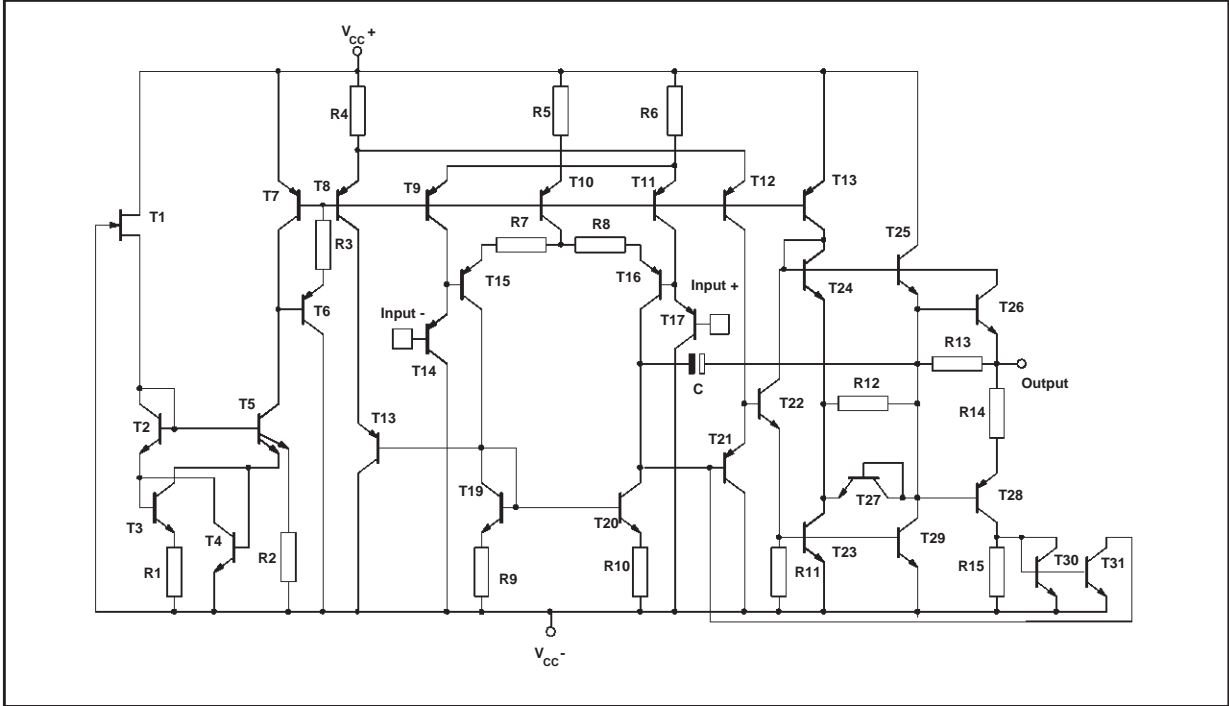 VCC+
R4
R5
R6
T7
T8
T9
T10
T11
T12
T13
T1
R3
R7
R8
T25
T6
T15
T16
Input +
T24
T26
Input -
T14
T17
R13
Output
C
R12
R14
T2
T5
T13
T22
T21
T3
T4
R2
T19
T20
T27
T28
R1
R9
R10
R11
T23
T29
R15
T30
T31
VCC-